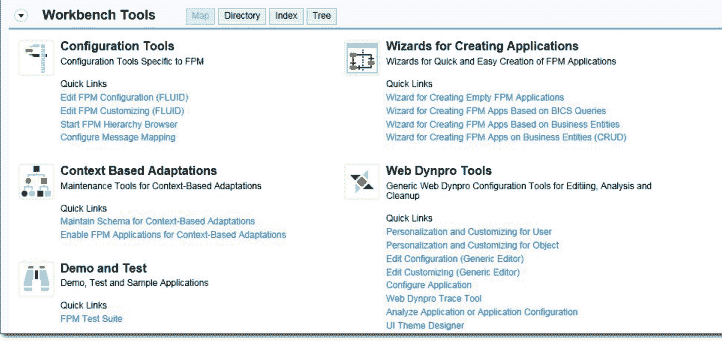 Workbench Tools
Map
Directory
Index
Tree
Configuration Tools
Configuration Tools Specific to FPM
Quick Links
Edit FPM Configuration (FLUID)
Edit FPM Customizing (FLUID)
Start FPM Hierarchy Browser
Configure Message Mapping
Wizards for Creating Applications
Wizards for Quick and Easy Creation of FPM Applications
Quick Links
Wizard for Creating Empty FPM Applications
Wizard for Creating FPM Apps Based on BICS Queries
Wizard for Creating FPM Apps Based on Business Entities
Wizard for Creating FPM Apps on Business Entities (CRUD)
Context Based Adaptations
Maintenance Tools for Context-Based Adaptations
Quick Links
Maintain Schema for Context-Based Adaptations
Enable FPM Applications for Context-Based Adaptations
Web Dynpro Tools
Generic Web Dynpro Configuration Tools for Editiing, Analysis and
Cleanup
Quick Links
Personalization and Customizing for User
Personalization and Customizing for Object
Edit Configuration (Generic Editor)
Edit Customizing (Generic Editor)
Configure Application
Web Dynpro Trace Tool
Analyze Application or Application Configuration
UI Theme Designer
Demo and Test
Demo, Test and Sample Applications
Quick Links
FPM Test Suite